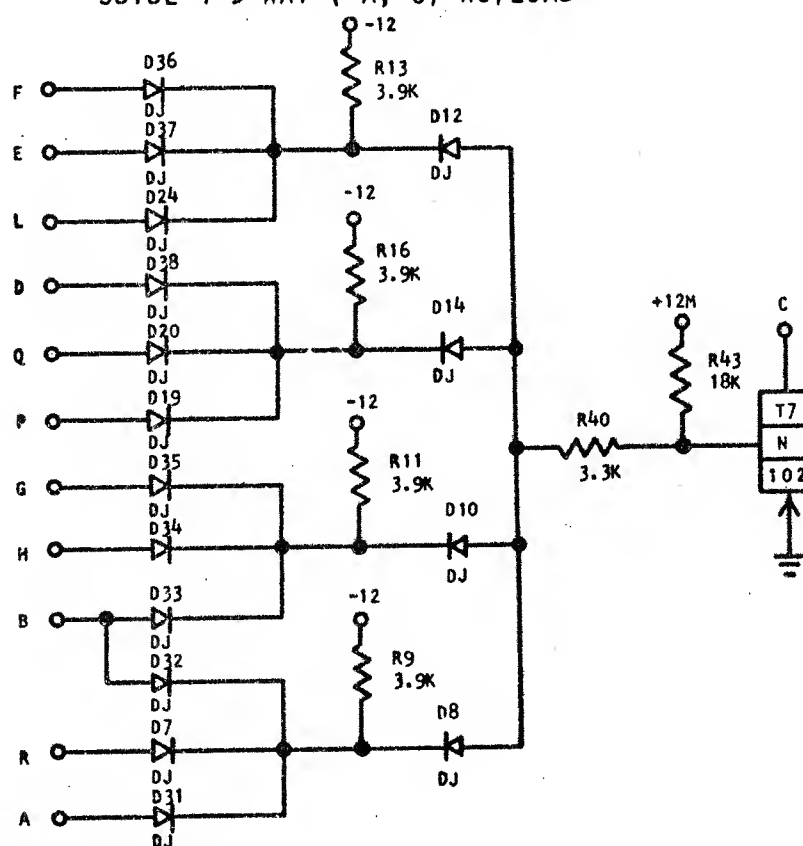 -12
D36
R13
3.9K
F
DJ
D37
D12
E
DJ
DJ
D24
L
DJ
-12
D38
R16
3.9K
D
DJ
D20
D14
+12M
C
Q
DJ
DJ
R43
18K
D19
-12
P
DJ
R40
T7
D35
R11
3.9K
N
G
DJ
3.3K
102
D34
D10
H
DJ
D33
-12
B
DJ
D32
R9
3.9K
DJ
D7
D8
R
DJ
DJ
D31
A
DJ